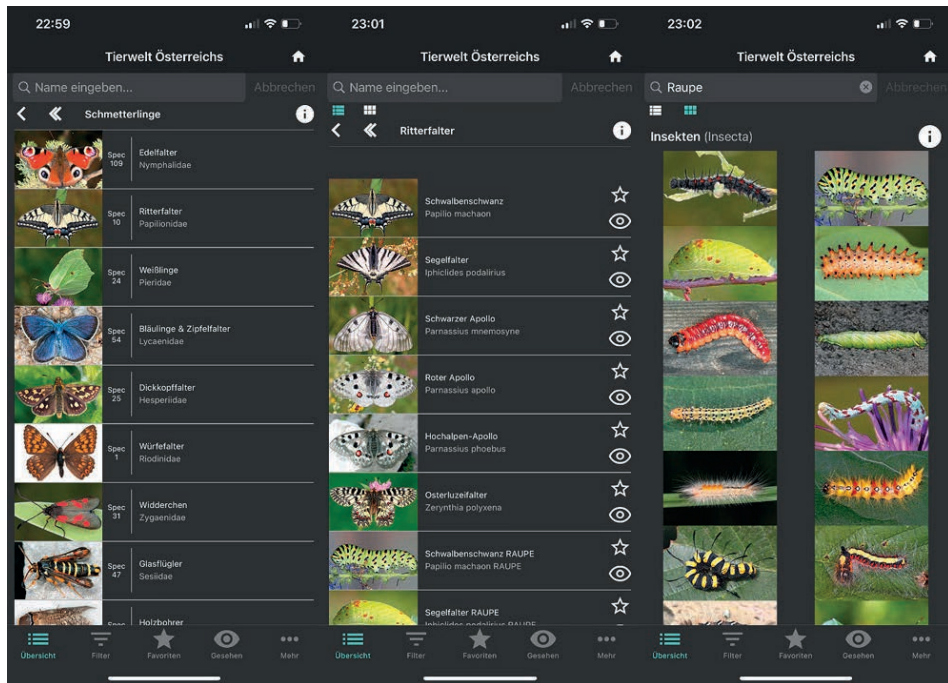 22:59
Tierwelt Österreichs
Name eingeben...
Abbrechen
Schmetterlinge
Spec
109
Edelfalter
Nymphalidae
Spec
10
Ritterfalter
Papilionidae
Spec
24
Weißlinge
Pieridae
Spec
54
Bläulinge & Zipfelfalter
Lycaenidae
Spec
25
Dickkopffalter
Hesperiidae
Spec
1
Würfefalter
Riodinidae
Spec
31
Widderchen
Zygaenidae
Spec
47
Glasflügler
Sesiidae
Spec
Holzbohrer
Übersicht
Filter
Favoriten
Gesehen
Mehr
23:01
Tierwelt Österreichs
Name eingeben...
Abbrechen
Ritterfalter
Schwalbenschwanz
Papilio machaon
Segelfalter
Iphiclides podalirius
Schwarzer Apollo
Parnassius mnemosyne
Roter Apollo
Parnassius apollo
Hochalpen-Apollo
Parnassius phoebus
Osterluzeifalter
Zerynthia polyxena
Schwalbenschwanz RAUPE
Papilio machaon RAUPE
Segelfalter RAUPE
Iphiclides podalirius RAUPE
Übersicht
Filter
Favoriten
Gesehen
Mehr
23:02
Tierwelt Österreichs
Raupe
Abbrechen
Insekten (Insecta)
Übersicht
Filter
Favoriten
Gesehen
Mehr